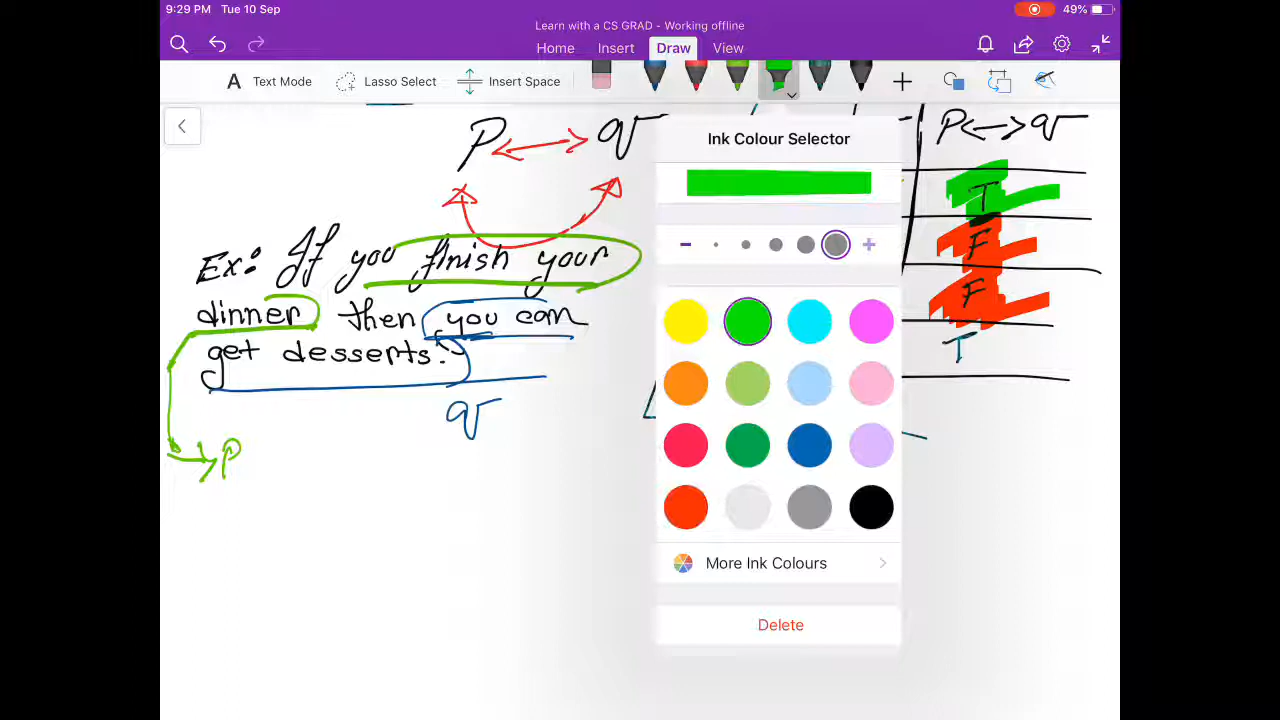 9:29 PM Tue 10 Sep
49%
Learn with a CS GRAD - Working offline
Home Insert Draw View
A Text Mode Lasso Select Insert Space
P ↔ q
P ↔ q
Ink Colour Selector
T
F
F
T
Ex: If you finish your
dinner then you can
get desserts.
q
P
More Ink Colours
Delete